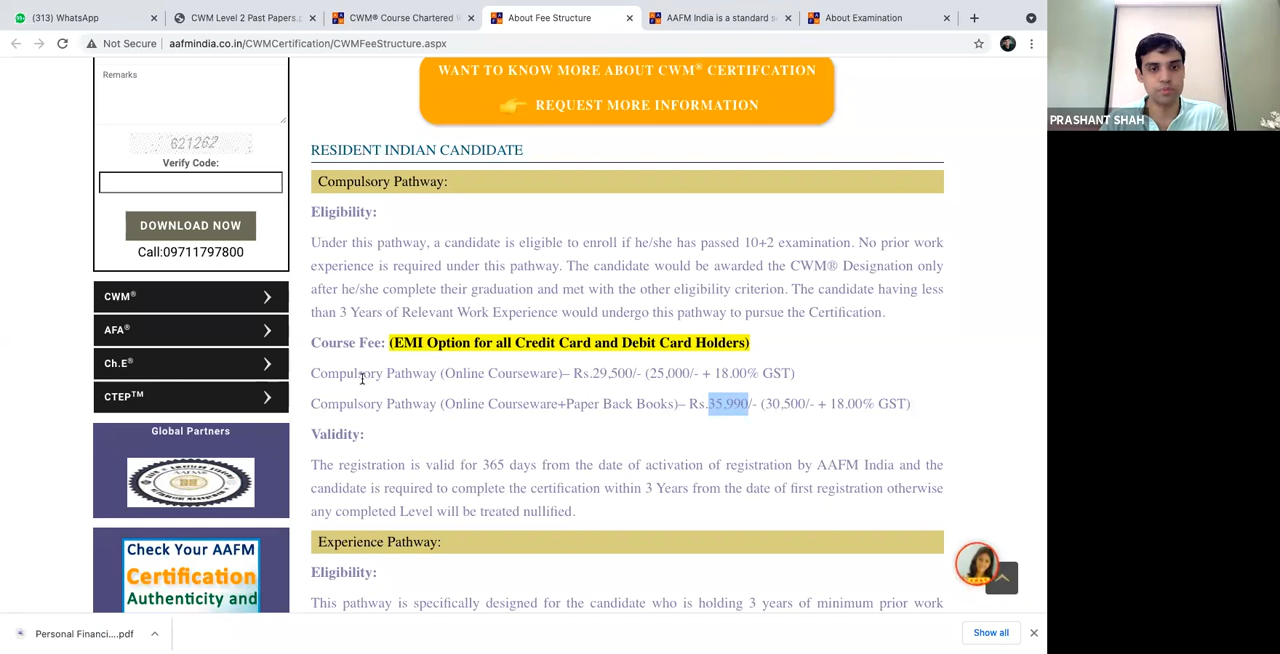 (313) WhatsApp
CWM Level 2 Past Papers.p
CWM® Course Chartered W
About Fee Structure
AAFM India is a standard s
About Examination
Not Secure
aafmindia.co.in/CWMCertification/CWMFeeStructure.aspx
PRASHANT SHAH
Remarks
621262
Verify Code:
DOWNLOAD NOW
Call:09711797800
CWM®
AFA®
Ch.E®
CTEP™
Global Partners
Check Your AAFM
Certification
Authenticity and
WANT TO KNOW MORE ABOUT CWM® CERTIFCATION
REQUEST MORE INFORMATION
RESIDENT INDIAN CANDIDATE
Compulsory Pathway:
Eligibility:
Under this pathway, a candidate is eligible to enroll if he/she has passed 10+2 examination. No prior work
experience is required under this pathway. The candidate would be awarded the CWM® Designation only
after he/she complete their graduation and met with the other eligibility criterion. The candidate having less
than 3 Years of Relevant Work Experience would undergo this pathway to pursue the Certification.
Course Fee: (EMI Option for all Credit Card and Debit Card Holders)
Compulsory Pathway (Online Courseware)– Rs.29,500/- (25,000/- + 18.00% GST)
Compulsory Pathway (Online Courseware+Paper Back Books)– Rs.35,990/- (30,500/- + 18.00% GST)
Validity:
The registration is valid for 365 days from the date of activation of registration by AAFM India and the
candidate is required to complete the certification within 3 Years from the date of first registration otherwise
any completed Level will be treated nullified.
Experience Pathway:
Eligibility:
This pathway is specifically designed for the candidate who is holding 3 years of minimum prior work
Personal Financi....pdf
Show all